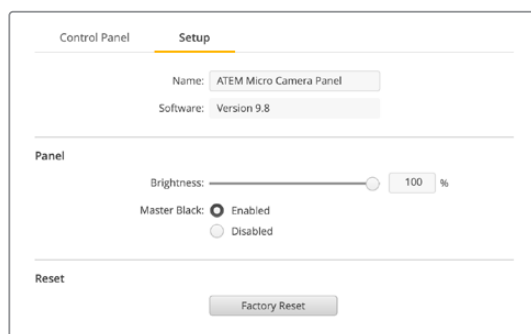 Control Panel Setup
Name: ATEM Micro Camera Panel
Software: Version 9.8
Panel
Brightness: 100 %
Master Black: Enabled
Disabled
Reset
Factory Reset